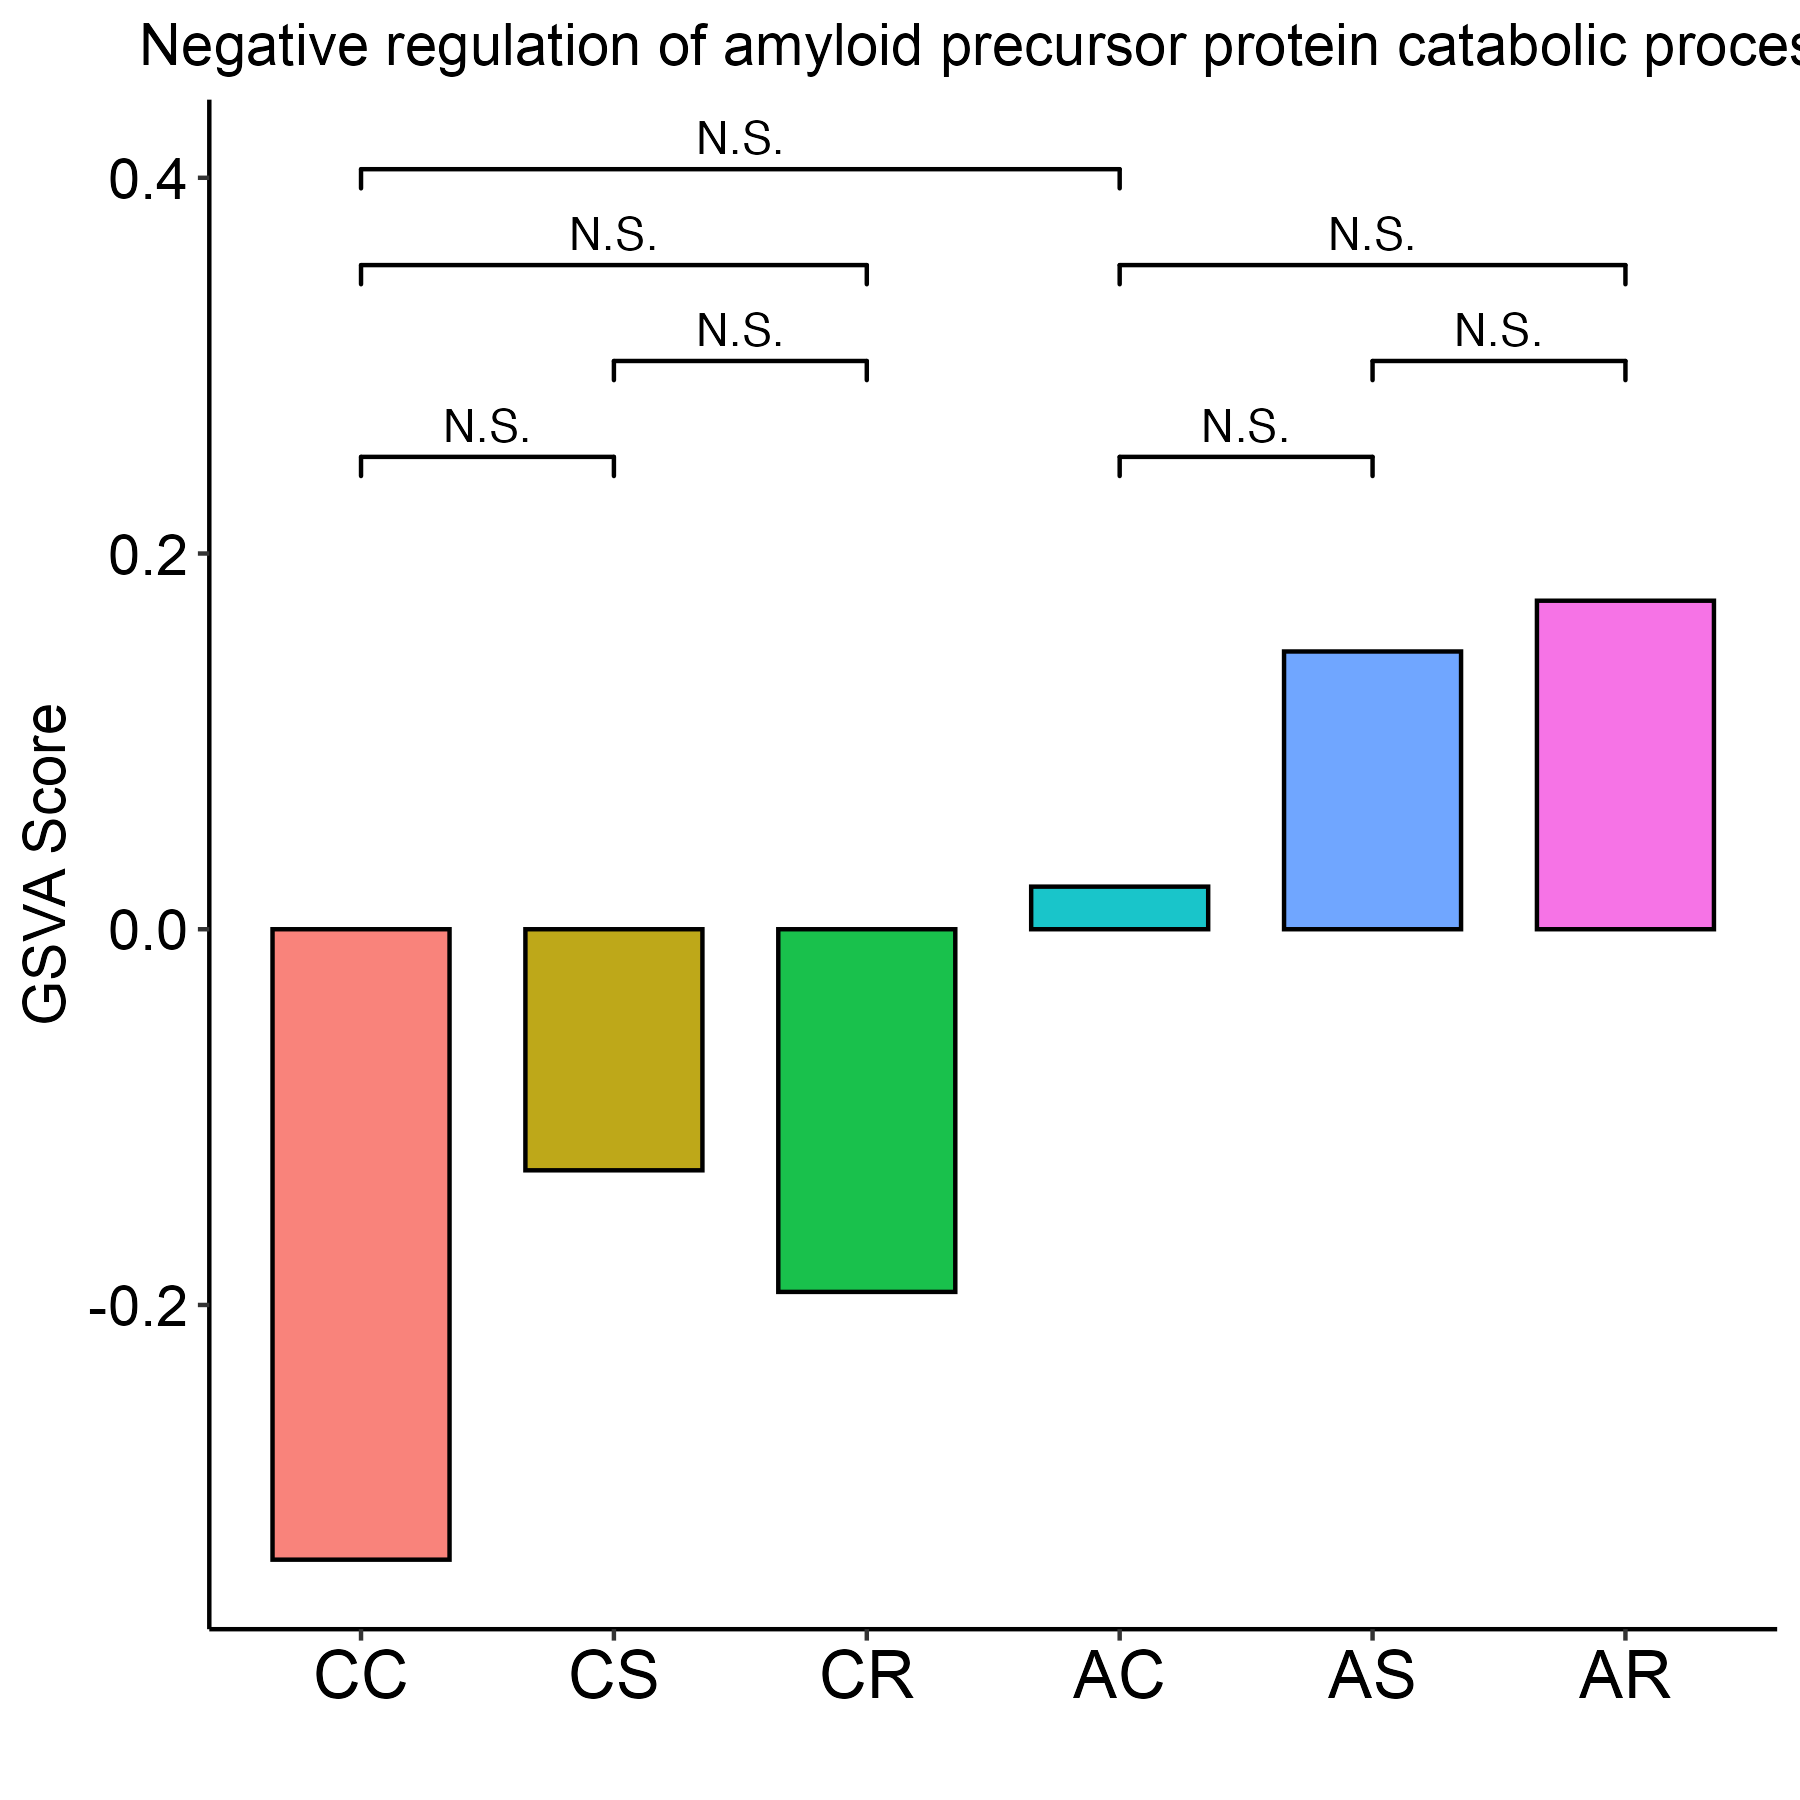 Negative regulation of amyloid precursor protein catabolic proces
N.S.
0.4
N.S. N.S.
N.S. N.S.
N.S. N.S.
0.2
0.0
-0.2
GSVA Score
CC CS CR AC AS AR